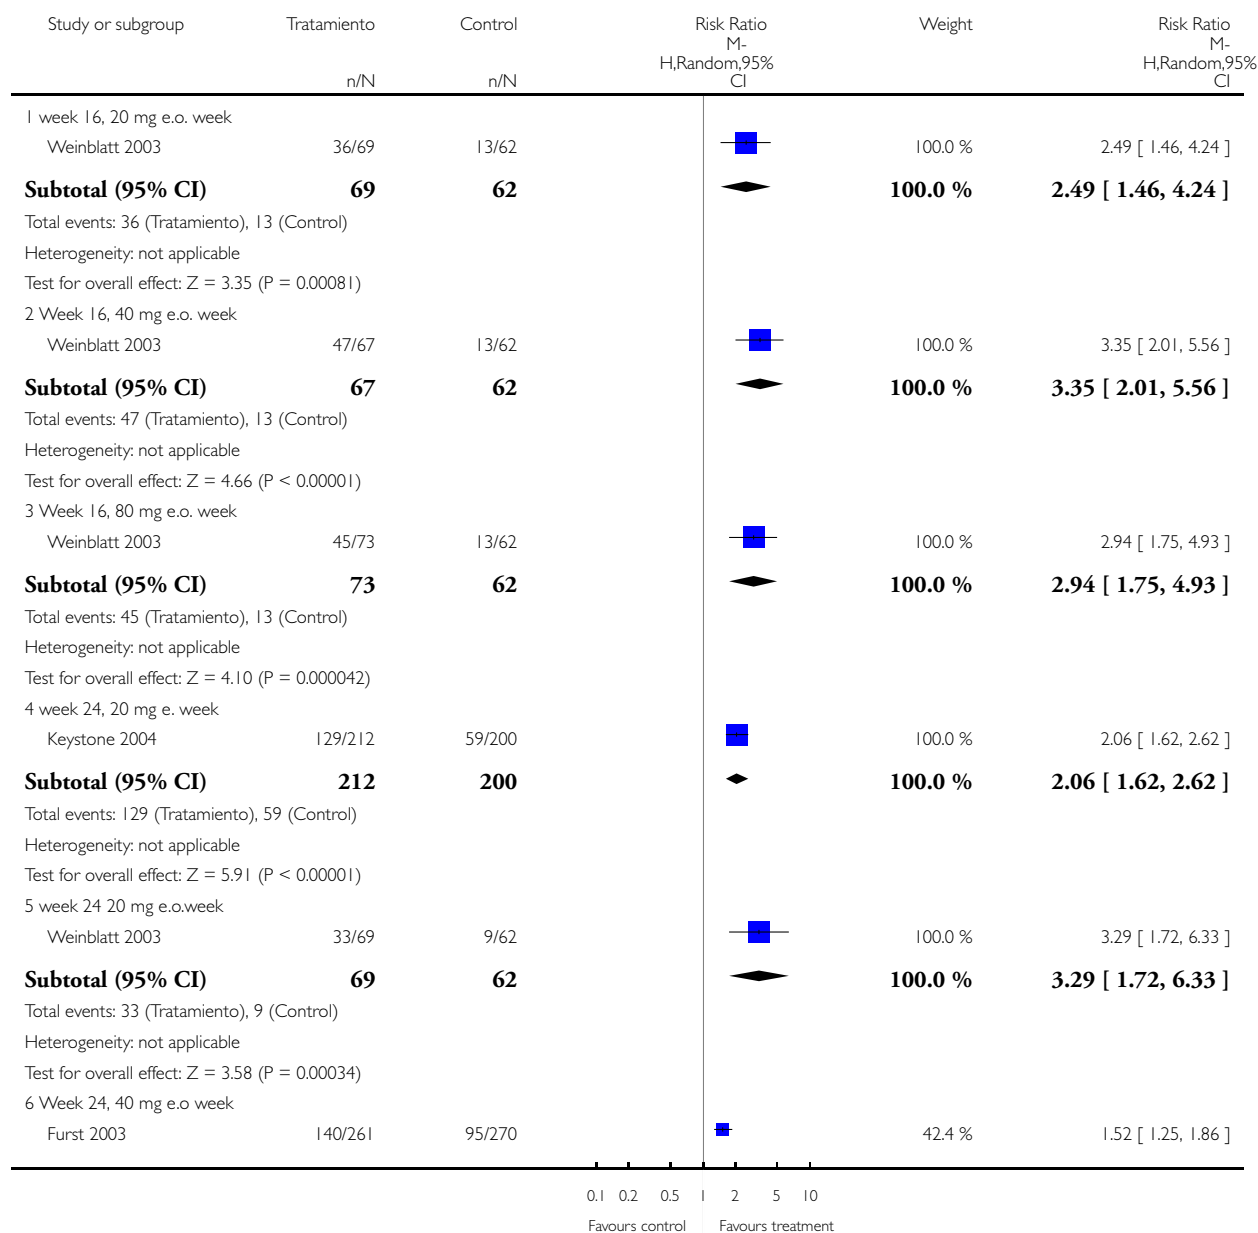 Study or subgroup Tratamiento Control Risk Ratio Weight Risk Ratio
M- M-
H,Random,95% H,Random,95%
n/N n/N CI CI
1 week 16, 20 mg e.o. week
Weinblatt 2003 36/69 13/62 100.0 % 2.49 [ 1.46, 4.24 ]
Subtotal (95% CI) 69 62 100.0 % 2.49 [ 1.46, 4.24 ]
Total events: 36 (Tratamiento), 13 (Control)
Heterogeneity: not applicable
Test for overall effect: Z = 3.35 (P = 0.00081)
2 Week 16, 40 mg e.o. week
Weinblatt 2003 47/67 13/62 100.0 % 3.35 [ 2.01, 5.56 ]
Subtotal (95% CI) 67 62 100.0 % 3.35 [ 2.01, 5.56 ]
Total events: 47 (Tratamiento), 13 (Control)
Heterogeneity: not applicable
Test for overall effect: Z = 4.66 (P < 0.00001)
3 Week 16, 80 mg e.o. week
Weinblatt 2003 45/73 13/62 100.0 % 2.94 [ 1.75, 4.93 ]
Subtotal (95% CI) 73 62 100.0 % 2.94 [ 1.75, 4.93 ]
Total events: 45 (Tratamiento), 13 (Control)
Heterogeneity: not applicable
Test for overall effect: Z = 4.10 (P = 0.000042)
4 week 24, 20 mg e. week
Keystone 2004 129/212 59/200 100.0 % 2.06 [ 1.62, 2.62 ]
Subtotal (95% CI) 212 200 100.0 % 2.06 [ 1.62, 2.62 ]
Total events: 129 (Tratamiento), 59 (Control)
Heterogeneity: not applicable
Test for overall effect: Z = 5.91 (P < 0.00001)
5 week 24 20 mg e.o.week
Weinblatt 2003 33/69 9/62 100.0 % 3.29 [ 1.72, 6.33 ]
Subtotal (95% CI) 69 62 100.0 % 3.29 [ 1.72, 6.33 ]
Total events: 33 (Tratamiento), 9 (Control)
Heterogeneity: not applicable
Test for overall effect: Z = 3.58 (P = 0.00034)
6 Week 24, 40 mg e.o week
Furst 2003 140/261 95/270 42.4 % 1.52 [ 1.25, 1.86 ]
0.1 0.2 0.5 1 2 5 10
Favours control Favours treatment